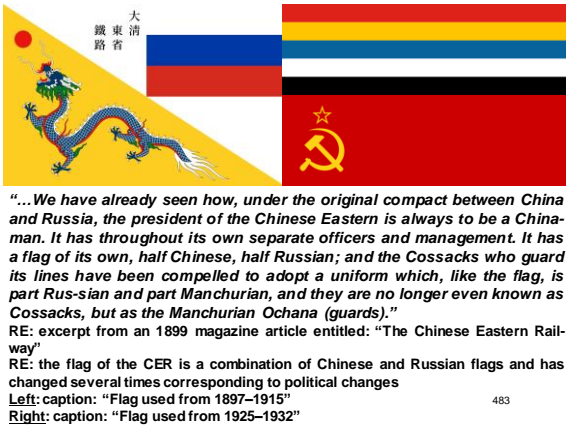 大清
東省
鐵路
“…We have already seen how, under the original compact between China
and Russia, the president of the Chinese Eastern is always to be a China-
man. It has throughout its own separate officers and management. It has
a flag of its own, half Chinese, half Russian; and the Cossacks who guard
its lines have been compelled to adopt a uniform which, like the flag, is
part Rus-sian and part Manchurian, and they are no longer even known as
Cossacks, but as the Manchurian Ochana (guards).”
RE: excerpt from an 1899 magazine article entitled: “The Chinese Eastern Rail-
way”
RE: the flag of the CER is a combination of Chinese and Russian flags and has
changed several times corresponding to political changes
Left: caption: “Flag used from 1897–1915”
483
Right: caption: “Flag used from 1925–1932”